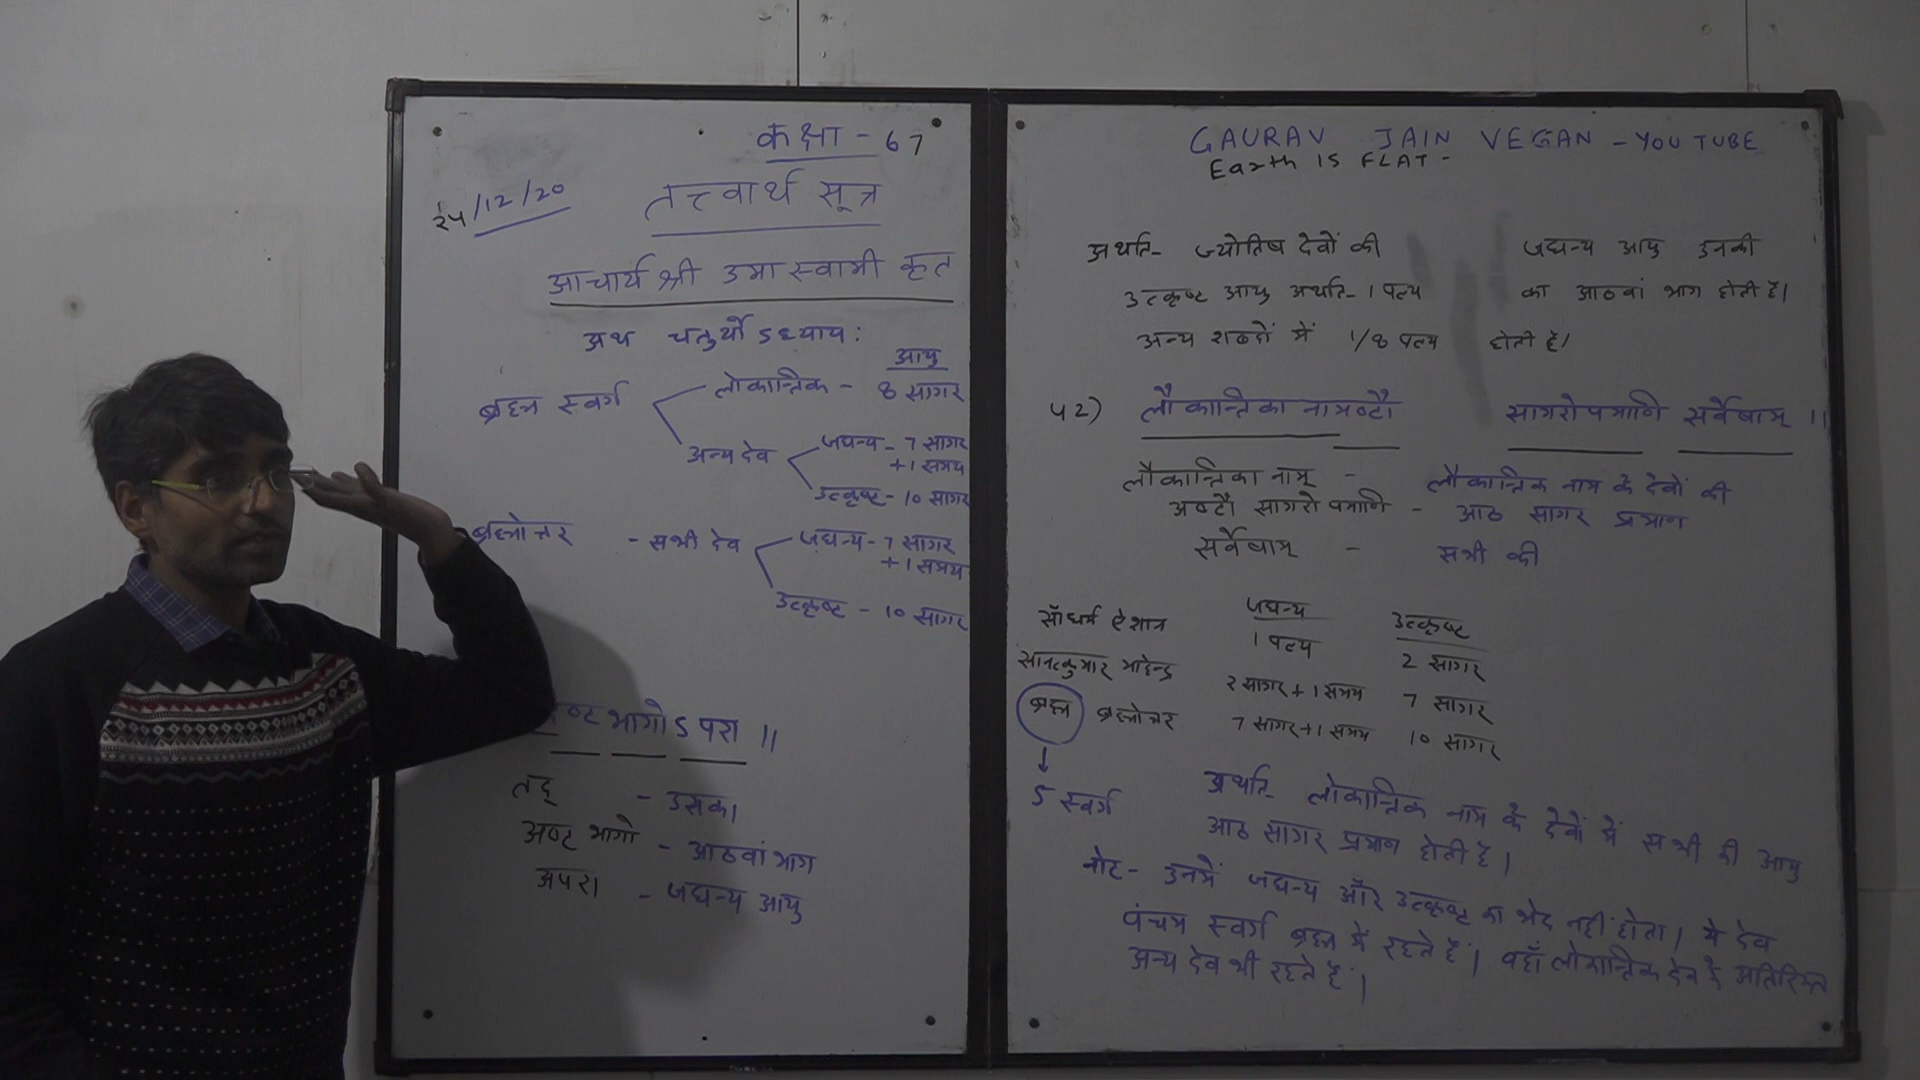 कक्षा - 67
25/12/20
तत्त्वार्थ सूत्र
आचार्य श्री उमास्वामी कृत
अथ चतुर्थोऽध्याय:
आयु
ब्रह्म स्वर्ग
लोकान्तिक - 8 सागर
अन्य देव
जघन्य - 7 सागर
+1 समय
उत्कृष्ट - 10 सागर
ब्रह्मोत्तर - सभी देव
जघन्य - 7 सागर
+1 समय
उत्कृष्ट - 10 सागर
ष्ट भागोऽपरा ||
तद् - उसका
अष्ट भागो - आठवां भाग
अपरा - जघन्य आयु
GAURAV JAIN VEGAN - YOUTUBE
Earth IS FLAT -
अर्थात- ज्योतिष देवों की जघन्य आयु उनकी
उत्कृष्ट आयु अर्थात- 1 पल्य का आठवां भाग होती है|
अन्य शब्दों में 1/8 पल्य होती है|
42) लौकान्तिकानामष्टौ सागरोपमाणि सर्वेषाम् ||
लौकान्तिकानाम् - लौकान्तिक नाम के देवों की
अष्टौ सागरोपमाणि - आठ सागर प्रमाण
सर्वेषाम् - सभी की
जघन्य उत्कृष्ट
सौधर्म ऐशान 1 पल्य 2 सागर
सानत्कुमार माहेन्द्र 2 सागर+1 समय 7 सागर
ब्रह्म ब्रह्मोत्तर 7 सागर+1 समय 10 सागर
↓
5 स्वर्ग
अर्थात- लोकान्तिक नाम के देवों में सभी की आयु
आठ सागर प्रमाण होती है|
नोट- उनमें जघन्य और उत्कृष्ट का भेद नहीं होता| ये देव
पंचम स्वर्ग ब्रह्म में रहते हैं| वहाँ लोकान्तिक देव के अतिरिक्त
अन्य देव भी रहते हैं|